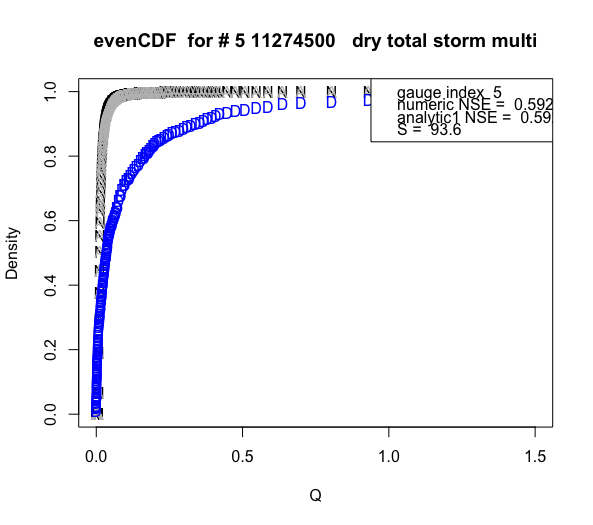 evenCDF for # 5 11274500 dry total storm multi
gauge index 5
numeric NSE = 0.592
analytic1 NSE = 0.59
S = 93.6
Density
1.0
0.8
0.6
0.4
0.2
0.0
0.0 0.5 1.0 1.5
Q